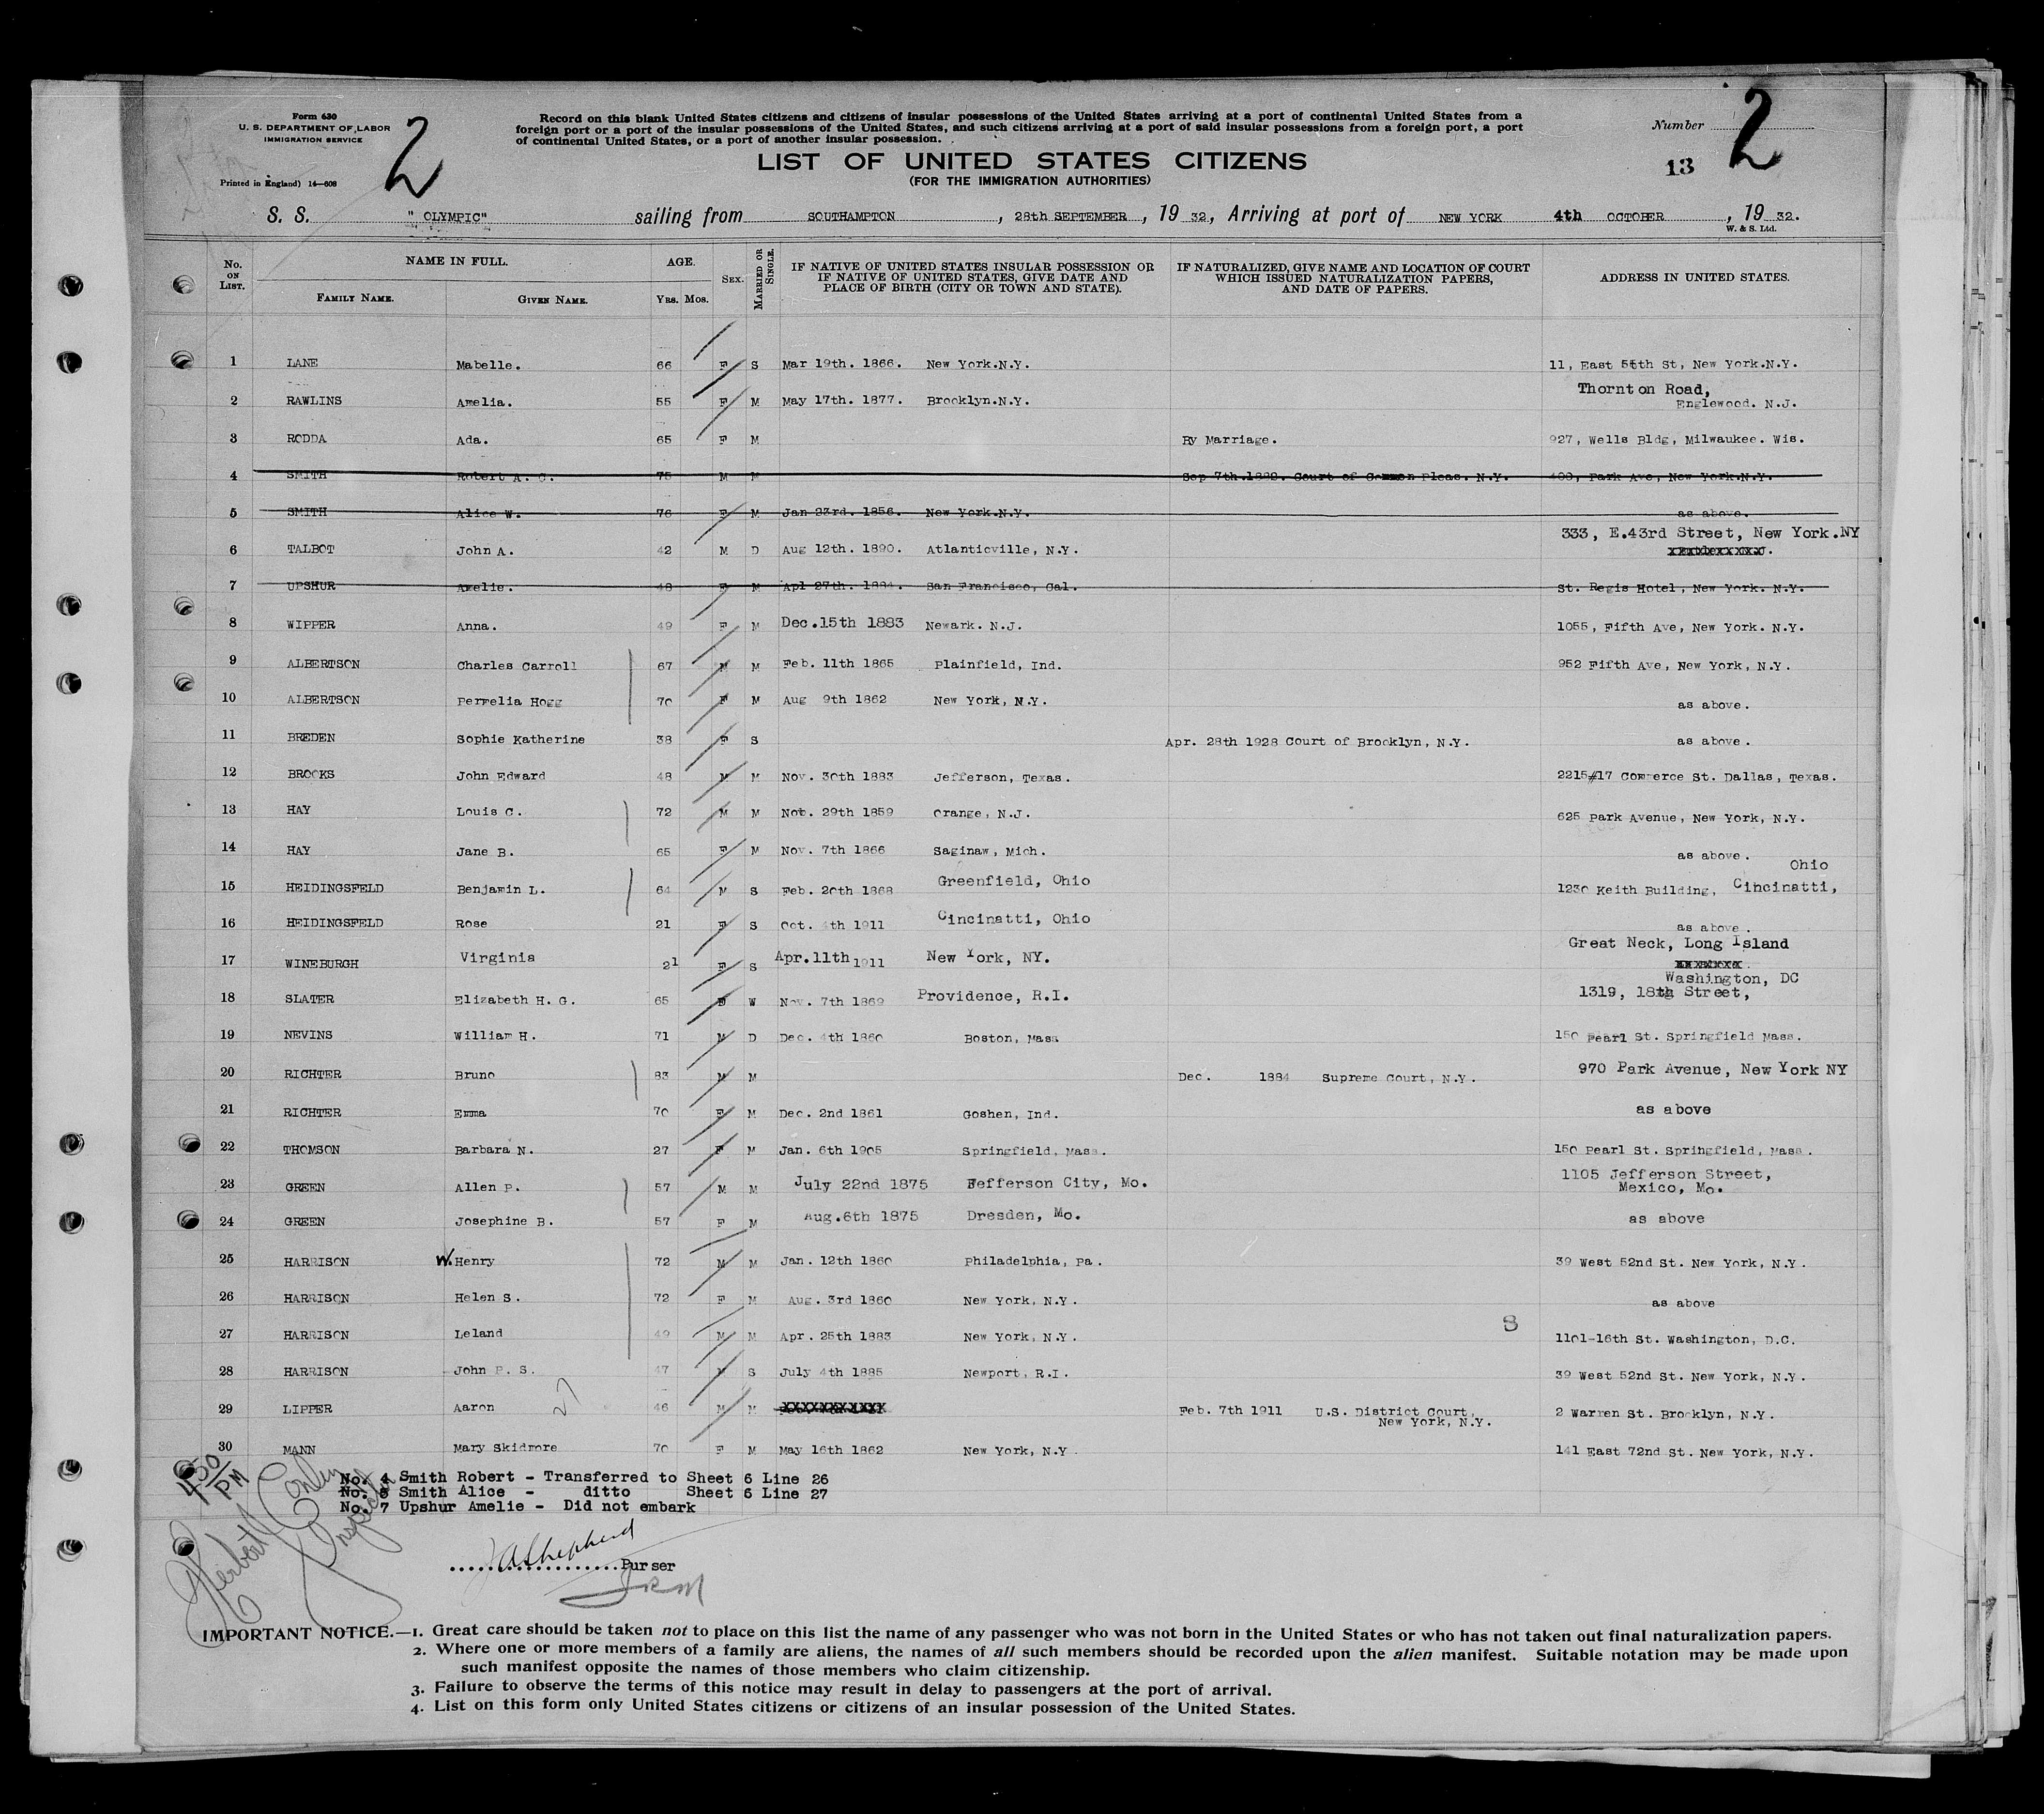 Form 630
U. S. DEPARTMENT OF LABOR
IMMIGRATION SERVICE
Printed in England) 14—608
2
Record on this blank United States citizens and citizens of insular possessions of the United States arriving at a port of continental United States from a
foreign port or a port of the insular possessions of the United States, and such citizens arriving at a port of said insular possessions from a foreign port, a port
of continental United States, or a port of another insular possession.
LIST OF UNITED STATES CITIZENS
(FOR THE IMMIGRATION AUTHORITIES)
Number 2
13
S. S. "OLYMPIC" sailing from SOUTHAMPTON, 28th SEPTEMBER, 1932, Arriving at port of NEW YORK 4th OCTOBER, 1932.
W. & S. Ltd.
No. ON LIST. NAME IN FULL. FAMILY NAME. GIVEN NAME. AGE. Yrs. Mos. SEX. MARRIED OR SINGLE. IF NATIVE OF UNITED STATES INSULAR POSSESSION OR IF NATIVE OF UNITED STATES, GIVE DATE AND PLACE OF BIRTH (CITY OR TOWN AND STATE). IF NATURALIZED, GIVE NAME AND LOCATION OF COURT WHICH ISSUED NATURALIZATION PAPERS, AND DATE OF PAPERS. ADDRESS IN UNITED STATES.
1 LANE Mabelle. 66 F S Mar 19th. 1866. New York.N.Y. 11, East 55th St, New York.N.Y.
2 RAWLINS Amelia. 55 F M May 17th. 1877. Brooklyn.N.Y. Thornton Road, Englewood. N.J.
3 RODDA Ada. 65 F M By Marriage. 927, Wells Bldg, Milwaukee. Wis.
4 SMITH Robert A. C. 75 M M Sep 7th.1882. Court of Common Pleas. N.Y. 400, Park Ave, New York.N.Y.
5 SMITH Alice W. 76 F M Jan 23rd. 1856. New York.N.Y. as above.
6 TALBOT John A. 42 M D Aug 12th. 1890. Atlanticville, N.Y. 333, E.43rd Street, New York.NY
7 UPSHUR Amelie. 48 F M Apl 27th. 1884. San Francisco, Cal. St. Regis Hotel, New York. N.Y.
8 WIPPER Anna. 49 F M Dec.15th 1883 Newark. N.J. 1055, Fifth Ave, New York. N.Y.
9 ALBERTSON Charles Carroll 67 M M Feb. 11th 1865 Plainfield, Ind. 952 Fifth Ave, New York, N.Y.
10 ALBERTSON Permelia Hogg 70 F M Aug 9th 1862 New York, N.Y. as above.
11 BREDEN Sophie Katherine 38 F S Apr. 28th 1928 Court of Brooklyn, N.Y. as above.
12 BROOKS John Edward 48 M M Nov. 30th 1883 Jefferson, Texas. 2215/17 Commerce St. Dallas, Texas.
13 HAY Louis C. 72 M M Not. 29th 1859 Orange, N.J. 625 Park Avenue, New York, N.Y.
14 HAY Jane B. 65 F M Nov. 7th 1866 Saginaw, Mich. as above.
15 HEIDINGSFELD Benjamin L. 64 M S Feb. 20th 1868 Greenfield, Ohio 1230 Keith Building, Cincinatti, Ohio
16 HEIDINGSFELD Rose 21 F S Oct. 4th 1911 Cincinatti, Ohio as above.
17 WINEBURGH Virginia 21 F S Apr.11th 1911 New York, NY. Great Neck, Long Island
18 SLATER Elizabeth H. G. 65 W Nov. 7th 1869 Providence, R.I. 1319, 18th Street, Washington, DC
19 NEVINS William H. 71 M D Dec. 4th 1860 Boston, Mass 150 Pearl St. Springfield Mass.
20 RICHTER Bruno 83 M M Dec. 1884 Supreme Court, N.Y. 970 Park Avenue, New York NY
21 RICHTER Emma 70 F M Dec. 2nd 1861 Goshen, Ind. as above
22 THOMSON Barbara N. 27 F M Jan. 6th 1905 Springfield, Mass. 150 Pearl St. Springfield, Mass.
23 GREEN Allen P. 57 M M July 22nd 1875 Jefferson City, Mo. 1105 Jefferson Street, Mexico, Mo.
24 GREEN Josephine B. 57 F M Aug.6th 1875 Dresden, Mo. as above
25 HARRISON W. Henry 72 M M Jan. 12th 1860 Philadelphia, Pa. 39 West 52nd St. New York, N.Y.
26 HARRISON Helen S. 72 F M Aug. 3rd 1860 New York, N.Y. as above
27 HARRISON Leland 49 M M Apr. 25th 1883 New York, N.Y. 8 1101-16th St. Washington, D.C.
28 HARRISON John P. S. 47 M S July 4th 1885 Newport, R.I. 39 West 52nd St. New York, N.Y.
29 LIPPER Aaron 46 M M XXXXXXXXXXX Feb. 7th 1911 U.S. District Court, New York, N.Y. 2 Warren St. Brooklyn, N.Y.
30 MANN Mary Skidmore 70 F M May 16th 1862 New York, N.Y 141 East 72nd St. New York, N.Y.
No. 4 Smith Robert - Transferred to Sheet 6 Line 26
No. 5 Smith Alice - ditto Sheet 6 Line 27
No. 7 Upshur Amelie - Did not embark
450 PM
Herbert Conlin
Inspector
J A Shepherd
Purser
IMPORTANT NOTICE.—1. Great care should be taken not to place on this list the name of any passenger who was not born in the United States or who has not taken out final naturalization papers.
2. Where one or more members of a family are aliens, the names of all such members should be recorded upon the alien manifest. Suitable notation may be made upon
such manifest opposite the names of those members who claim citizenship.
3. Failure to observe the terms of this notice may result in delay to passengers at the port of arrival.
4. List on this form only United States citizens or citizens of an insular possession of the United States.